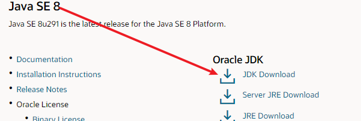 Java SE 8
Java SE 8u291 is the latest release for the Java SE 8 Platform.
Documentation
Installation Instructions
Release Notes
Oracle License
Binary License
Oracle JDK
JDK Download
Server JRE Download
JRE Download